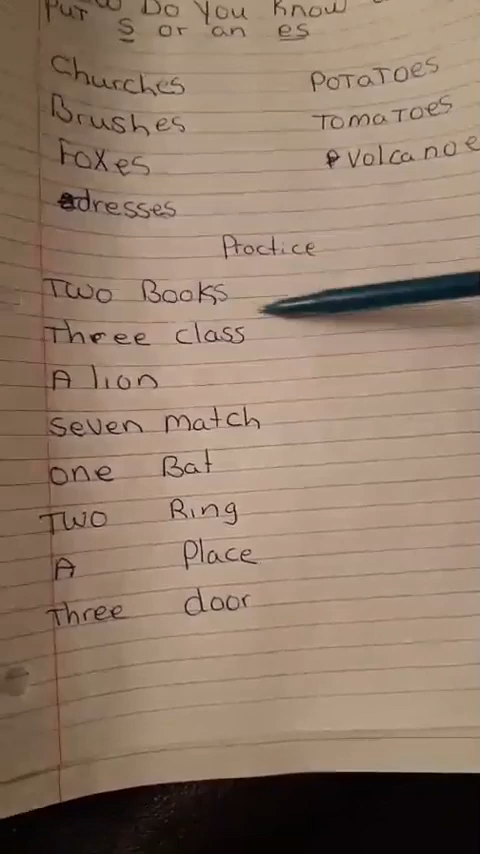 Do You Know
Put S or an es
Churches
Brushes
Foxes
dresses
Potatoes
Tomatoes
Volcanoe
Practice
Two Books
Three class
A lion
Seven match
one Bat
Two Ring
A Place
Three door